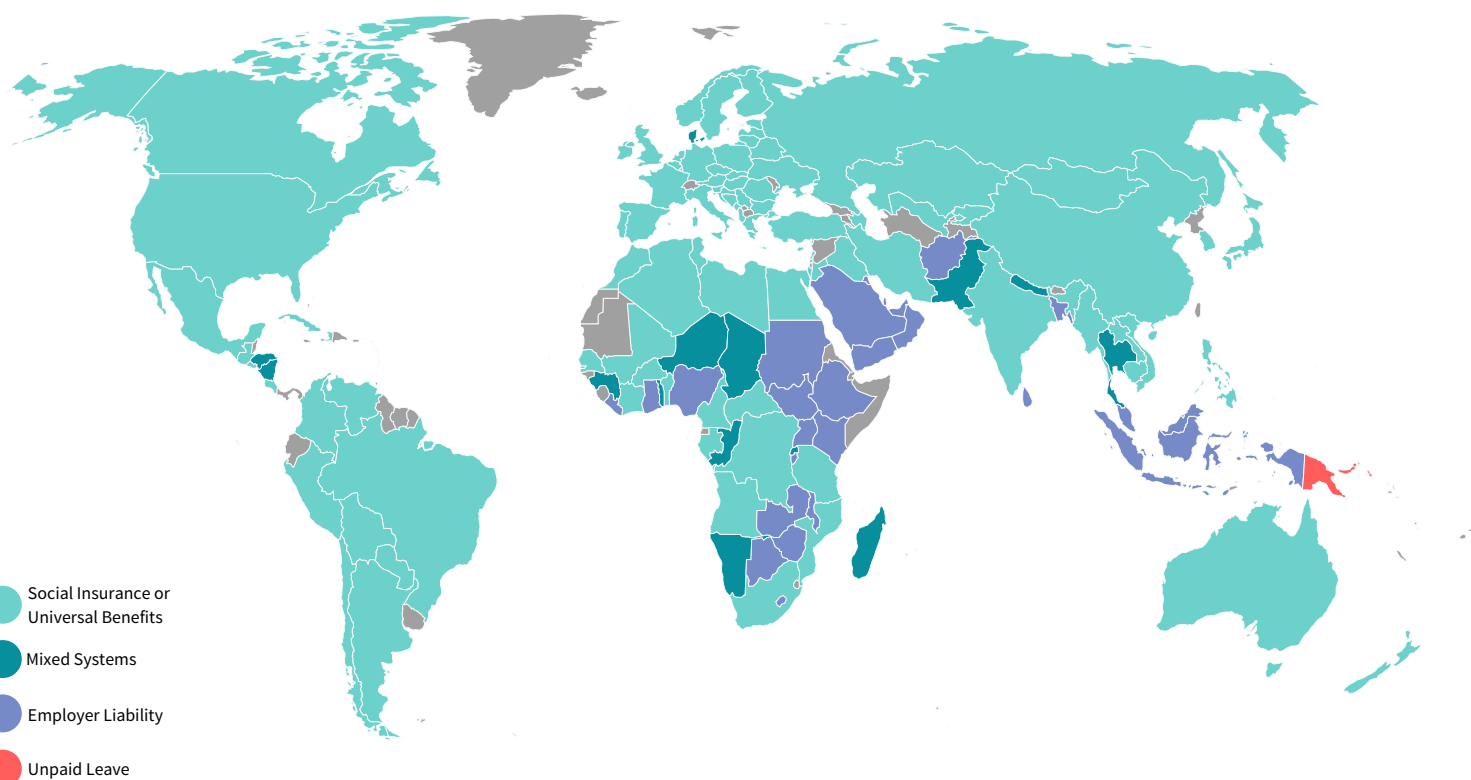 Social Insurance or
Universal Benefits
Mixed Systems
Employer Liability
Unpaid Leave